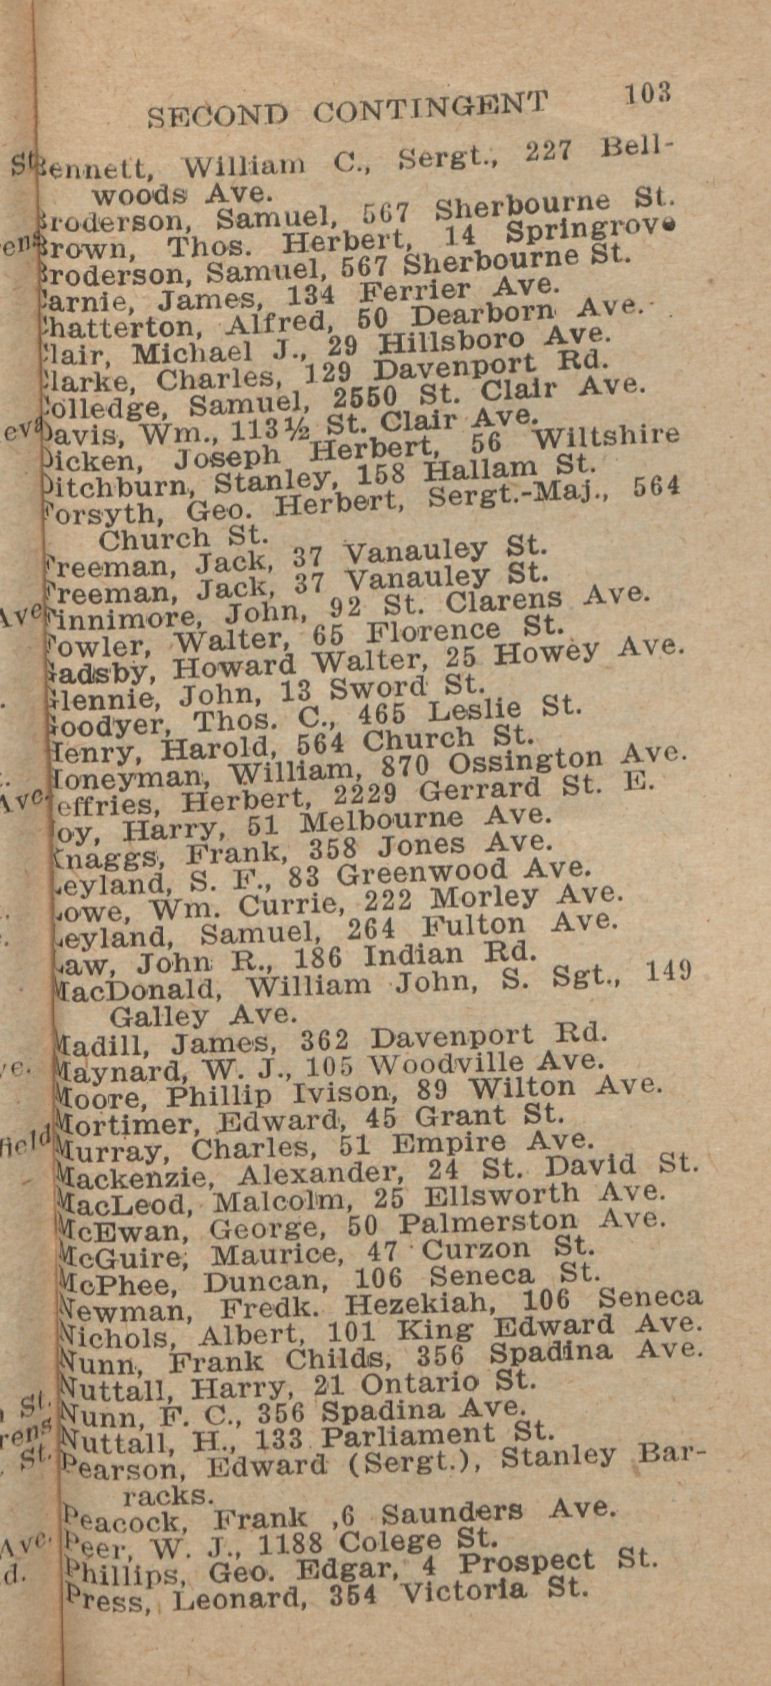 SECOND CONTINGENT 103
Bennett, William C., Sergt., 227 Bell-
woods Ave.
Broderson, Samuel, 567 Sherbourne St.
Brown, Thos. Herbert, 14 Springrove
Broderson, Samuel, 567 Sherbourne St.
Carnie, James, 134 Ferrier Ave.
Chatterton, Alfred, 50 Dearborn Ave.
Clair, Michael J., 29 Hillsboro Ave.
Clarke, Charles, 129 Davenport Rd.
Colledge, Samuel, 2550 St. Clair Ave.
Davis, Wm., 113½ St. Clair Ave.
Dicken, Joseph Herbert, 56 Wiltshire
Ditchburn, Stanley, 158 Hallam St.
Forsyth, Geo. Herbert, Sergt.-Maj., 564
Church St.
Freeman, Jack, 37 Vanauley St.
Freeman, Jack, 37 Vanauley St.
Finnimore, John, 92 St. Clarens Ave.
Fowler, Walter, 65 Florence St.
Gadsby, Howard Walter, 25 Howey Ave.
Glennie, John, 13 Sword St.
Goodyer, Thos. C., 465 Leslie St.
Henry, Harold, 564 Church St.
Honeyman, William, 870 Ossington Ave.
Jeffries, Herbert, 2229 Gerrard St. E.
Joy, Harry, 51 Melbourne Ave.
Knaggs, Frank, 358 Jones Ave.
Leyland, S. F., 83 Greenwood Ave.
Lowe, Wm. Currie, 222 Morley Ave.
Leyland, Samuel, 264 Fulton Ave.
Law, John R., 186 Indian Rd.
MacDonald, William John, S. Sgt., 149
Galley Ave.
Madill, James, 362 Davenport Rd.
Maynard, W. J., 105 Woodville Ave.
Moore, Phillip Ivison, 89 Wilton Ave.
Mortimer, Edward, 45 Grant St.
Murray, Charles, 51 Empire Ave.
Mackenzie, Alexander, 24 St. David St.
MacLeod, Malcolm, 25 Ellsworth Ave.
McEwan, George, 50 Palmerston Ave.
McGuire, Maurice, 47 Curzon St.
McPhee, Duncan, 106 Seneca St.
Newman, Fredk. Hezekiah, 106 Seneca
Nichols, Albert, 101 King Edward Ave.
Nunn, Frank Childs, 356 Spadina Ave.
Nuttall, Harry, 21 Ontario St.
Nunn, F. C., 356 Spadina Ave.
Nuttall, H., 133 Parliament St.
Pearson, Edward (Sergt.), Stanley Bar-
racks.
Peacock, Frank ,6 Saunders Ave.
Peer, W. J., 1188 Colege St.
Phillips, Geo. Edgar, 4 Prospect St.
Press, Leonard, 354 Victoria St.